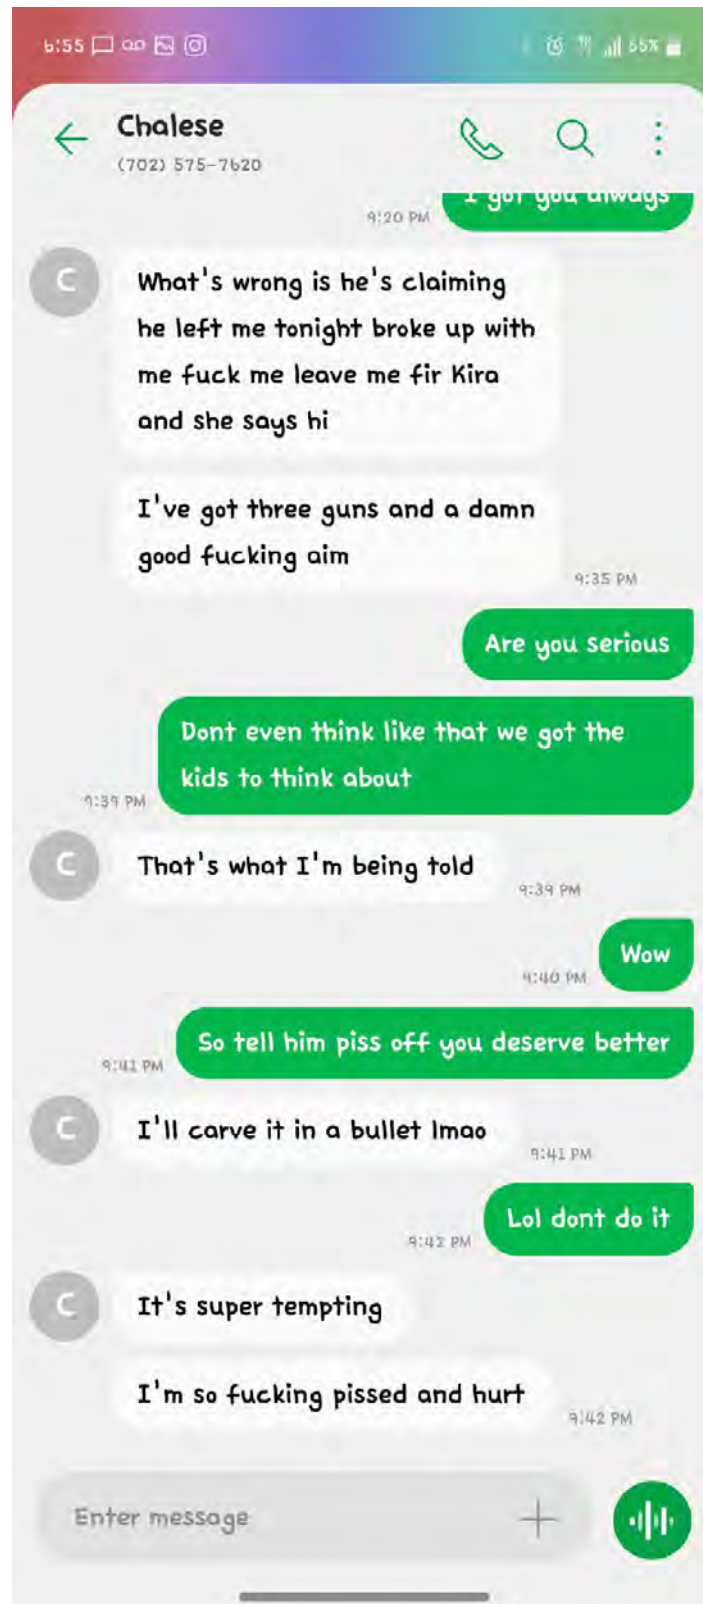 6:55
55%
Chalese
(702) 575-7620
I got you always
9:20 PM
C
What's wrong is he's claiming
he left me tonight broke up with
me fuck me leave me fir Kira
and she says hi
I've got three guns and a damn
good fucking aim
9:35 PM
Are you serious
Dont even think like that we got the
kids to think about
9:39 PM
C
That's what I'm being told
9:39 PM
Wow
9:40 PM
So tell him piss off you deserve better
9:41 PM
C
I'll carve it in a bullet lmao
9:41 PM
Lol dont do it
9:42 PM
C
It's super tempting
I'm so fucking pissed and hurt
9:42 PM
Enter message